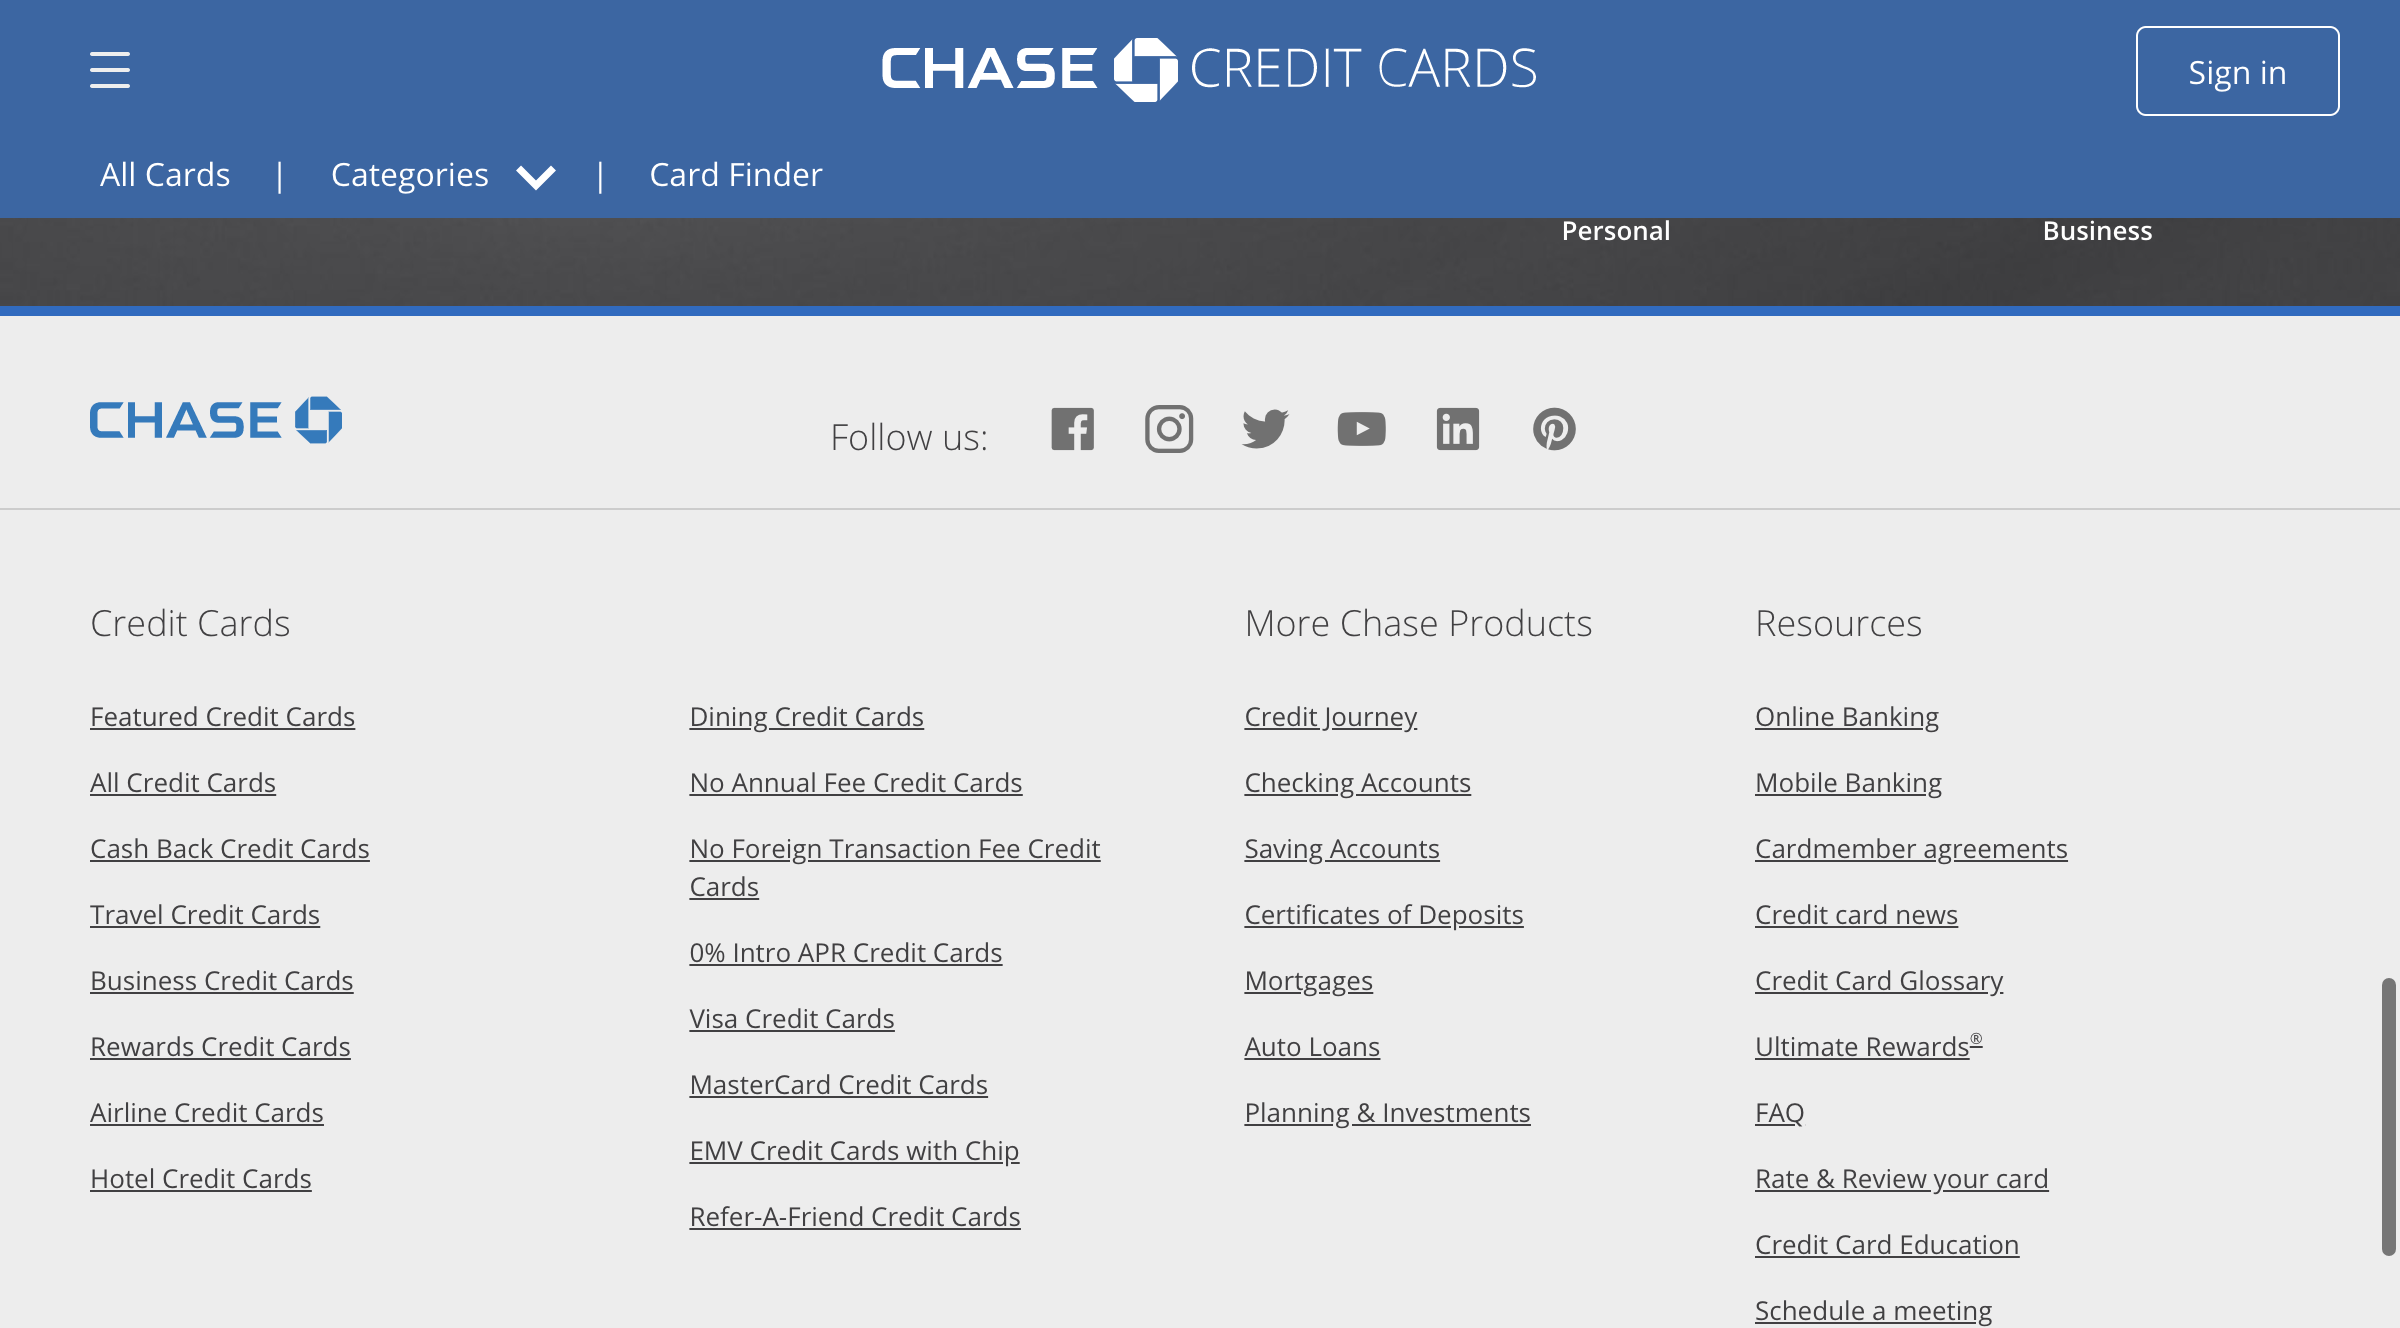 CHASE CREDIT CARDS
Sign in
All Cards | Categories | Card Finder
Personal
Business
CHASE
Follow us:
Credit Cards
Featured Credit Cards
All Credit Cards
Cash Back Credit Cards
Travel Credit Cards
Business Credit Cards
Rewards Credit Cards
Airline Credit Cards
Hotel Credit Cards
Dining Credit Cards
No Annual Fee Credit Cards
No Foreign Transaction Fee Credit
Cards
0% Intro APR Credit Cards
Visa Credit Cards
MasterCard Credit Cards
EMV Credit Cards with Chip
Refer-A-Friend Credit Cards
More Chase Products
Credit Journey
Checking Accounts
Saving Accounts
Certificates of Deposits
Mortgages
Auto Loans
Planning & Investments
Resources
Online Banking
Mobile Banking
Cardmember agreements
Credit card news
Credit Card Glossary
Ultimate Rewards®
FAQ
Rate & Review your card
Credit Card Education
Schedule a meeting